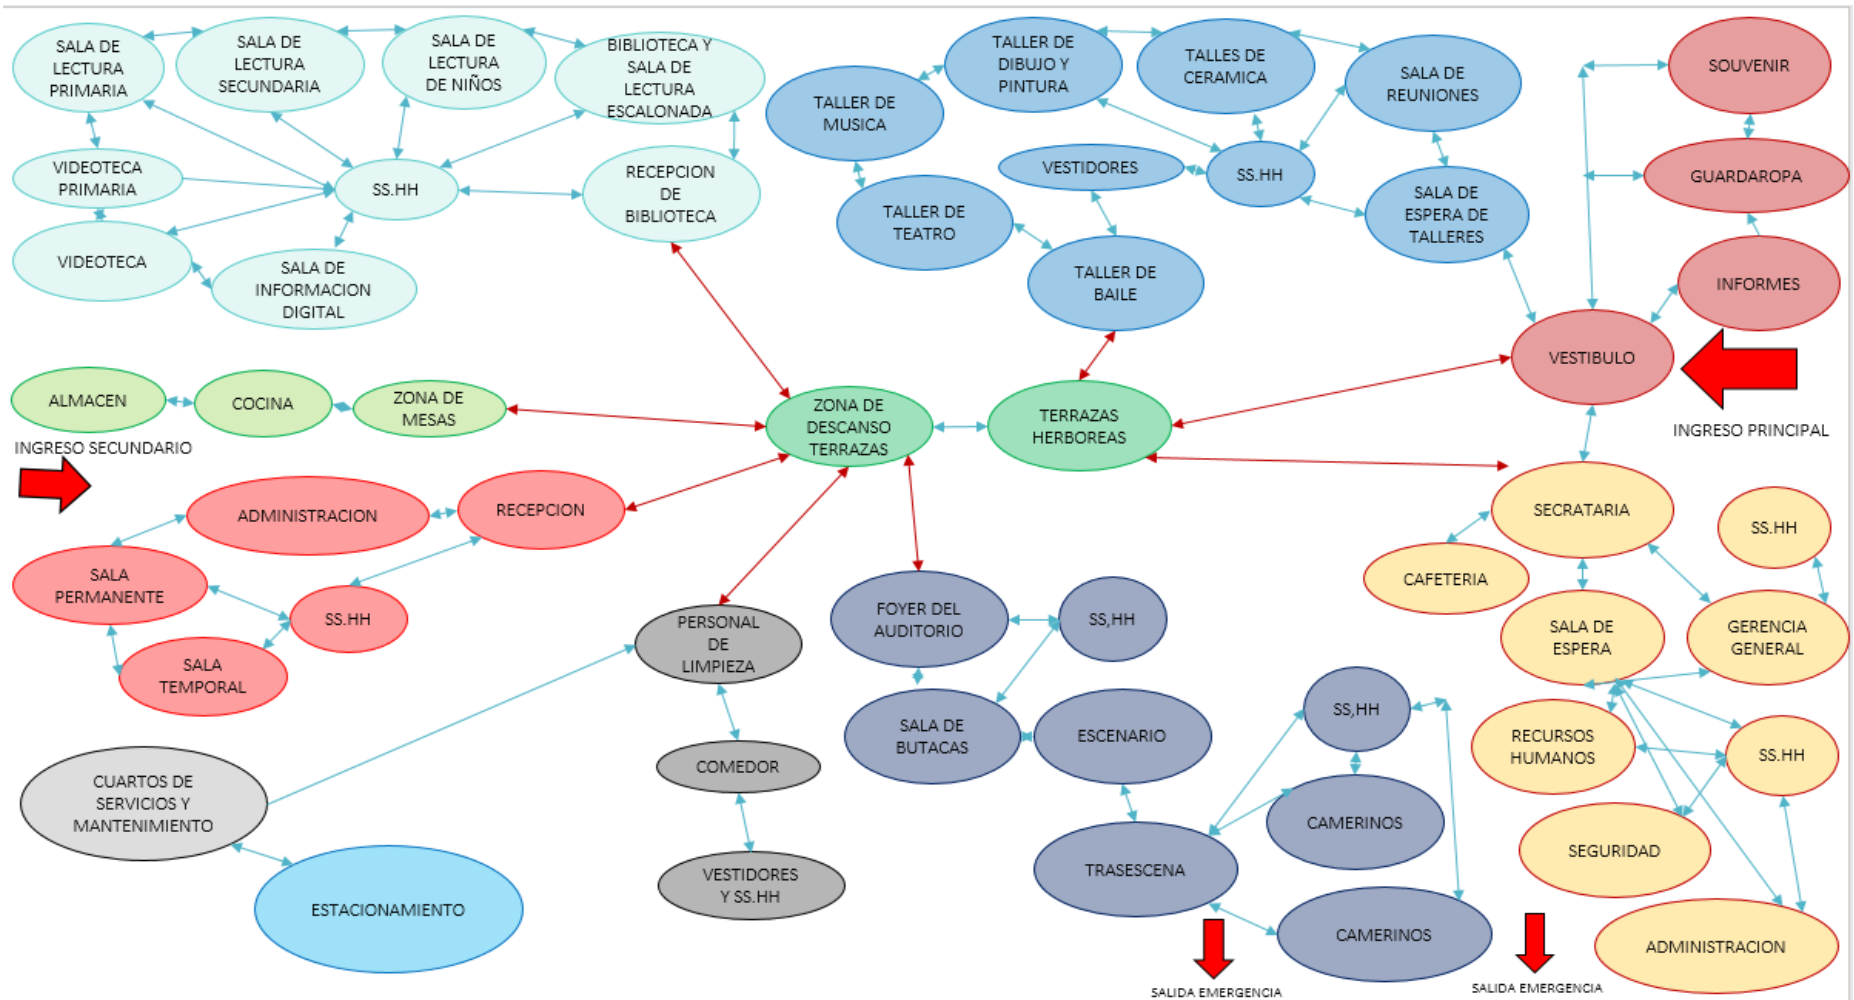 SALA DE
LECTURA
PRIMARIA
SALA DE
LECTURA
SECUNDARIA
SALA DE
LECTURA
DE NIÑOS
BIBLIOTECA Y
SALA DE
LECTURA
ESCALONADA
VIDEOTECA
PRIMARIA
SS.HH
RECEPCION
DE
BIBLIOTECA
VIDEOTECA
SALA DE
INFORMACION
DIGITAL
TALLER DE
MUSICA
TALLER DE
DIBUJO Y
PINTURA
TALLES DE
CERAMICA
SALA DE
REUNIONES
VESTIDORES
SS.HH
TALLER DE
TEATRO
SALA DE
ESPERA DE
TALLERES
TALLER DE
BAILE
SOUVENIR
GUARDAROPA
INFORMES
VESTIBULO
INGRESO PRINCIPAL
ALMACEN
COCINA
ZONA DE
MESAS
ZONA DE
DESCANSO
TERRAZAS
TERRAZAS
HERBOREAS
INGRESO SECUNDARIO
ADMINISTRACION
RECEPCION
SALA
PERMANENTE
SS.HH
SALA
TEMPORAL
PERSONAL
DE
LIMPIEZA
COMEDOR
VESTIDORES
Y SS.HH
CUARTOS DE
SERVICIOS Y
MANTENIMIENTO
ESTACIONAMIENTO
FOYER DEL
AUDITORIO
SS,HH
SALA DE
BUTACAS
ESCENARIO
SS,HH
CAMERINOS
TRASESCENA
CAMERINOS
SALIDA EMERGENCIA
SECRATARIA
SS.HH
CAFETERIA
SALA DE
ESPERA
GERENCIA
GENERAL
RECURSOS
HUMANOS
SS.HH
SEGURIDAD
ADMINISTRACION
SALIDA EMERGENCIA